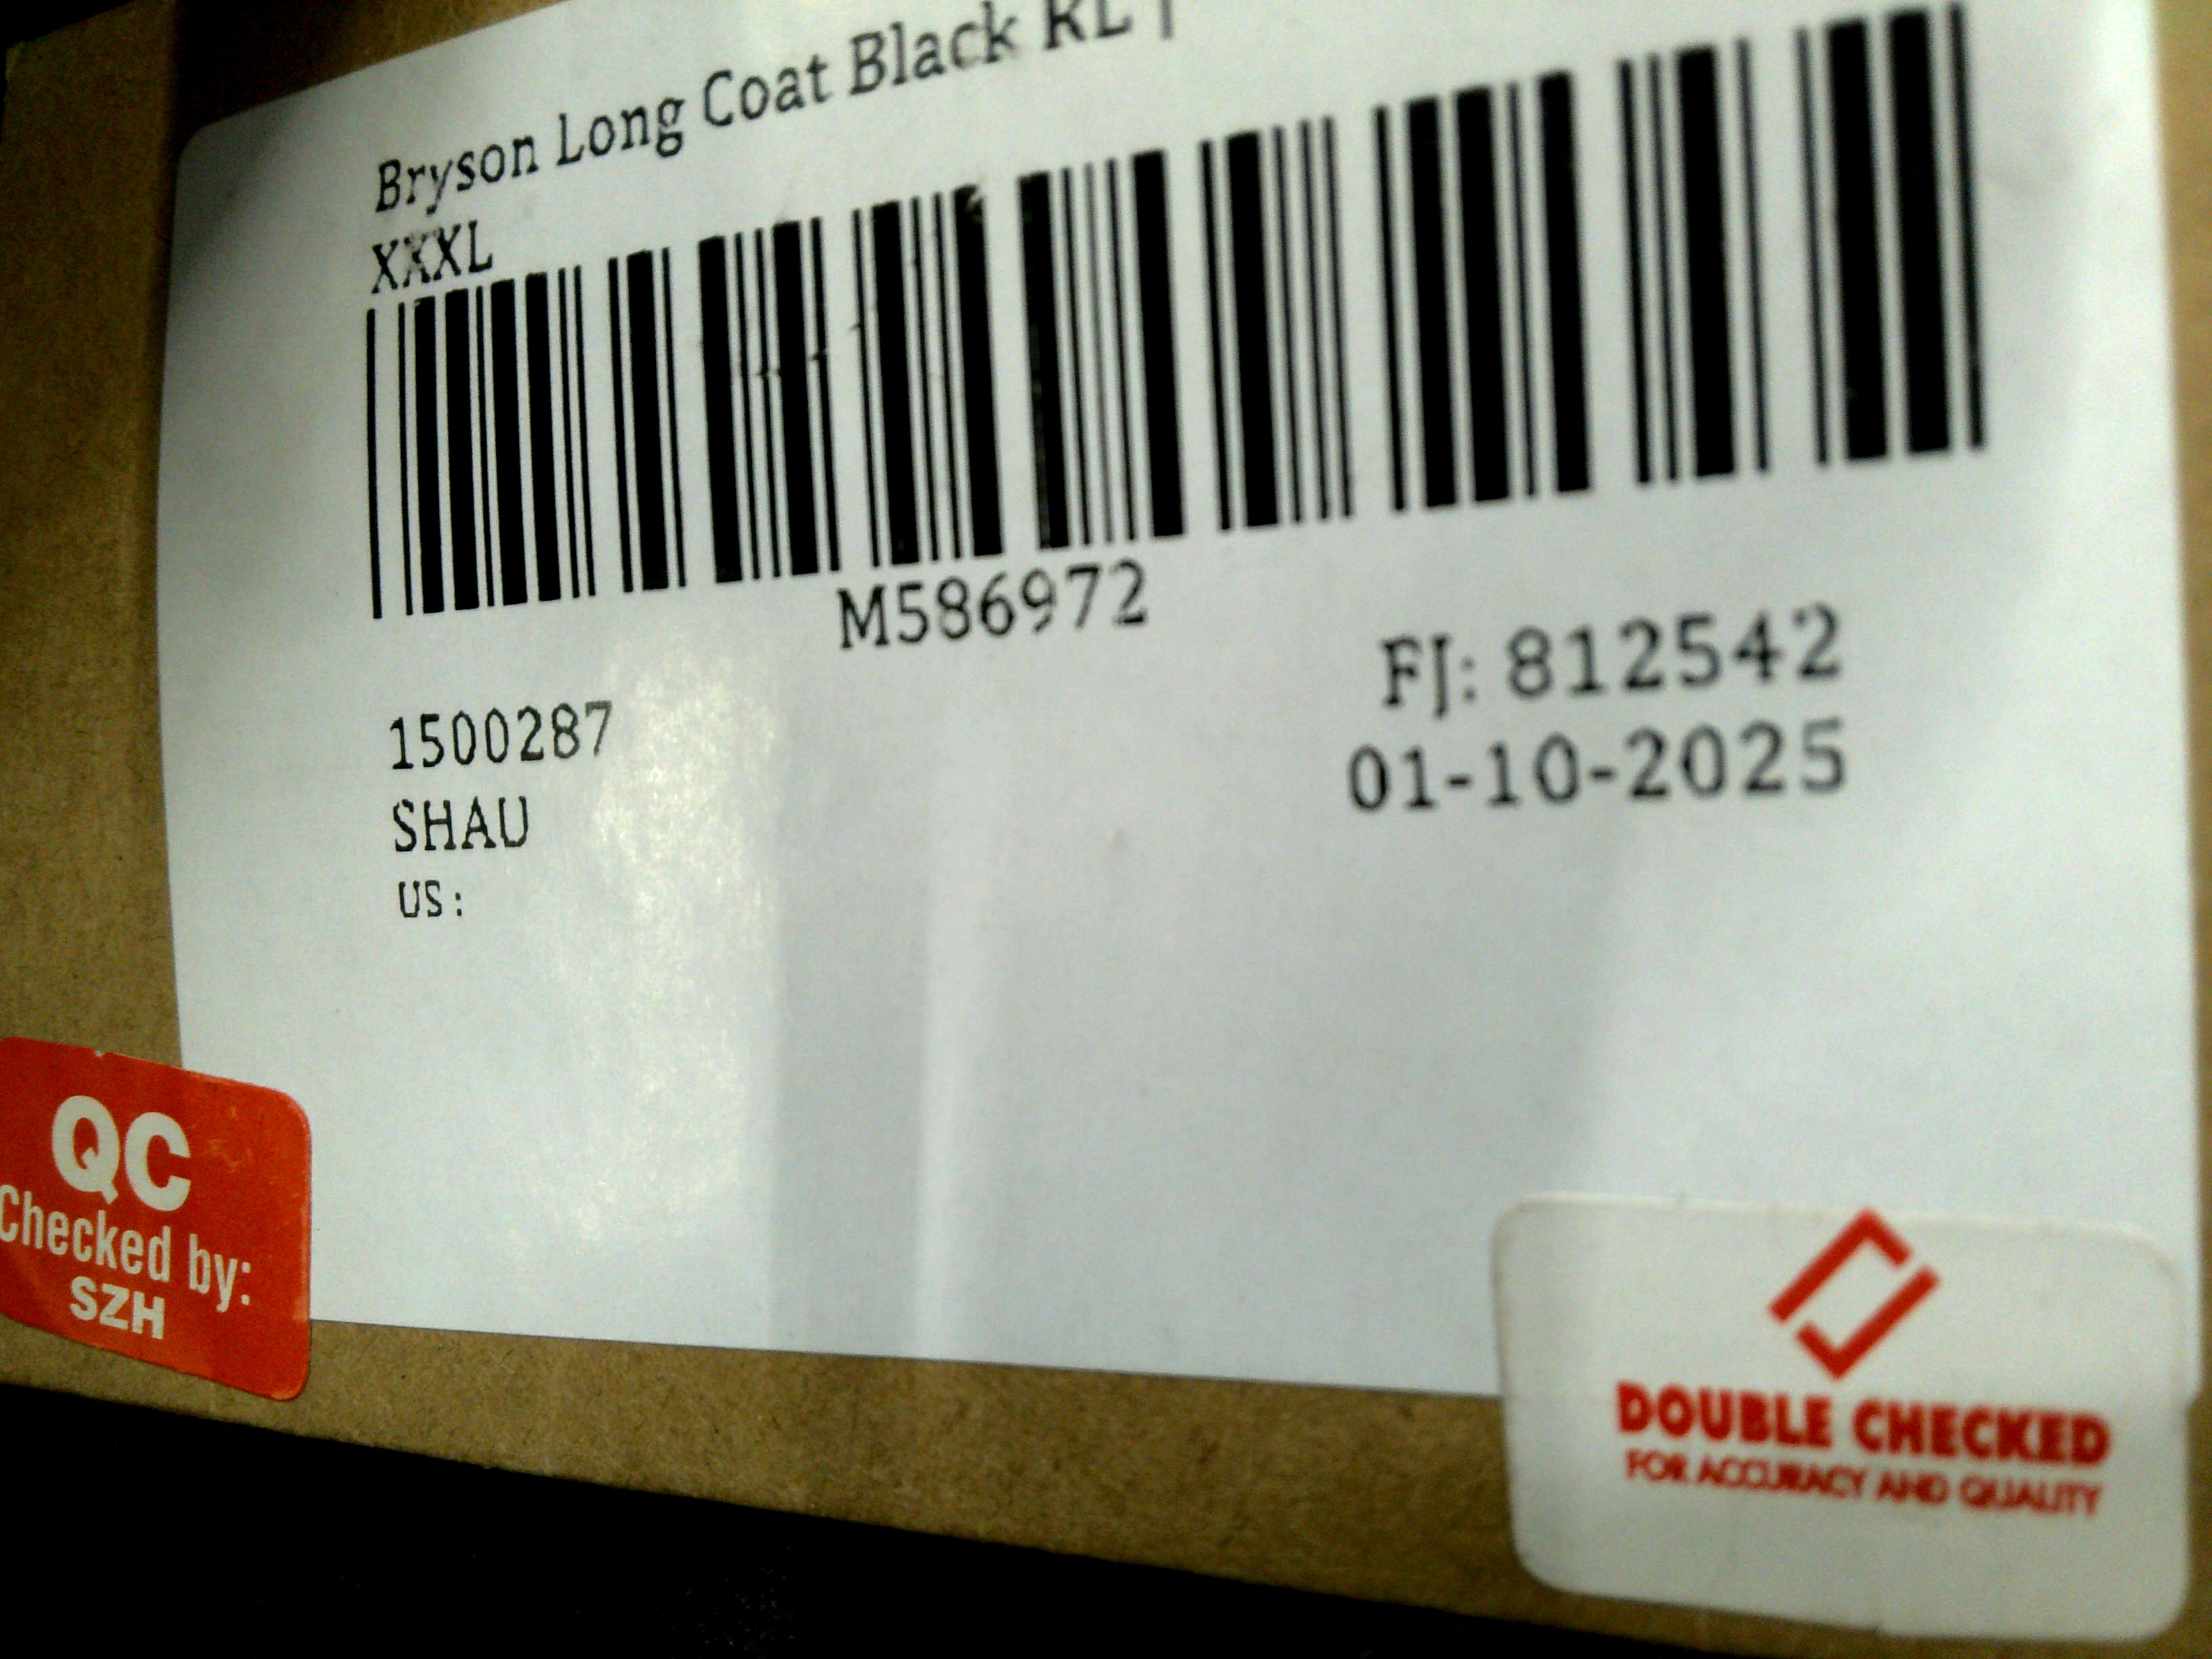 Bryson Long Coat Black RL |
XXXL
M586972
FJ: 812542
01-10-2025
1500287
SHAU
US:
QC
Checked by:
SZH
DOUBLE CHECKED
FOR ACCURACY AND QUALITY